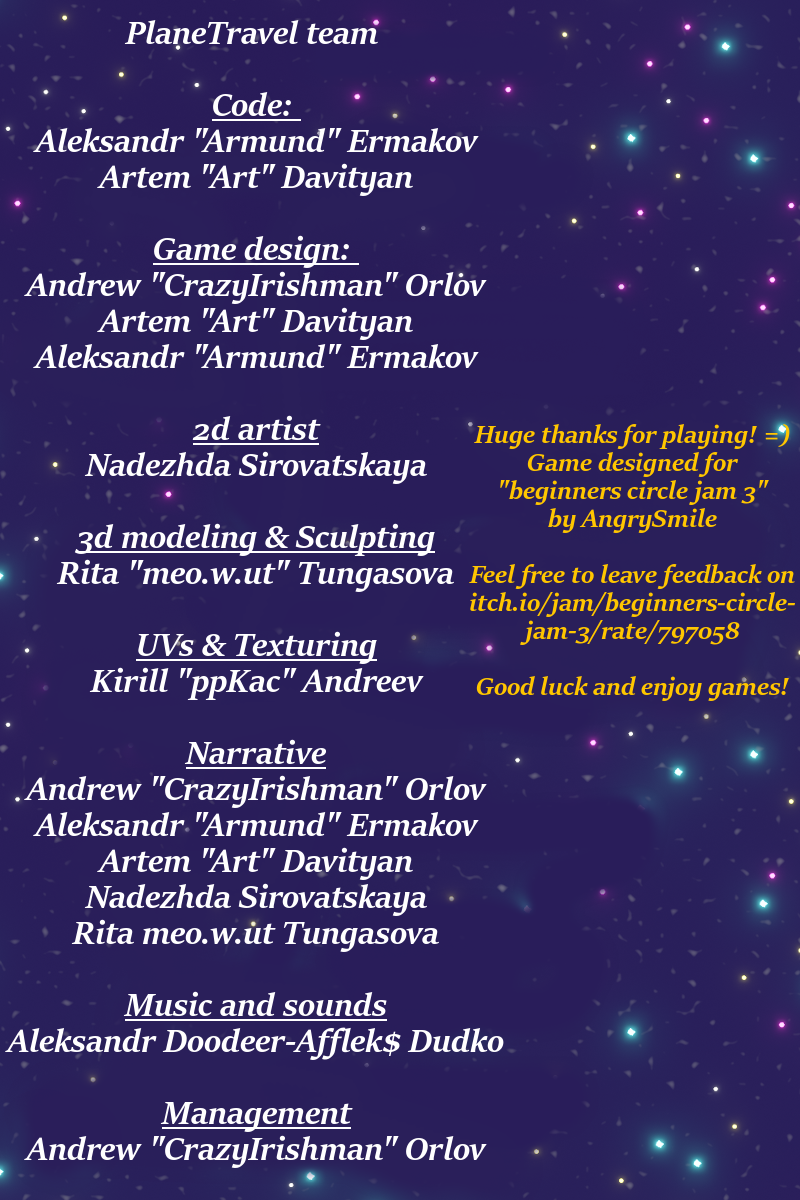 PlaneTravel team
Code:
Aleksandr "Armund" Ermakov
Artem "Art" Davityan
Game design:
Andrew "CrazyIrishman" Orlov
Artem "Art" Davityan
Aleksandr "Armund" Ermakov
2d artist
Nadezhda Sirovatskaya
3d modeling & Sculpting
Rita "meo.w.ut" Tungasova
UVs & Texturing
Kirill "ppKac" Andreev
Narrative
Andrew "CrazyIrishman" Orlov
Aleksandr "Armund" Ermakov
Artem "Art" Davityan
Nadezhda Sirovatskaya
Rita meo.w.ut Tungasova
Music and sounds
Aleksandr Doodeer-Afflek$ Dudko
Management
Andrew "CrazyIrishman" Orlov
Huge thanks for playing! =)
Game designed for
"beginners circle jam 3"
by AngrySmile
Feel free to leave feedback on
itch.io/jam/beginners-circle-
jam-3/rate/797058
Good luck and enjoy games!